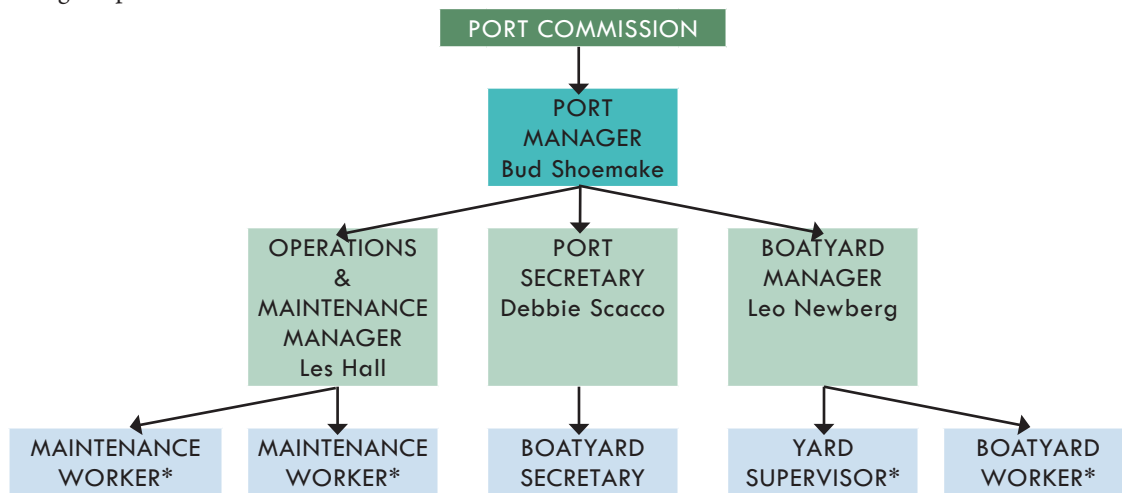 PORT COMMISSION
PORT
MANAGER
Bud Shoemake
OPERATIONS
&
MAINTENANCE
MANAGER
Les Hall
PORT
SECRETARY
Debbie Scacco
BOATYARD
MANAGER
Leo Newberg
MAINTENANCE
WORKER*
MAINTENANCE
WORKER*
BOATYARD
SECRETARY
YARD
SUPERVISOR*
BOATYARD
WORKER*